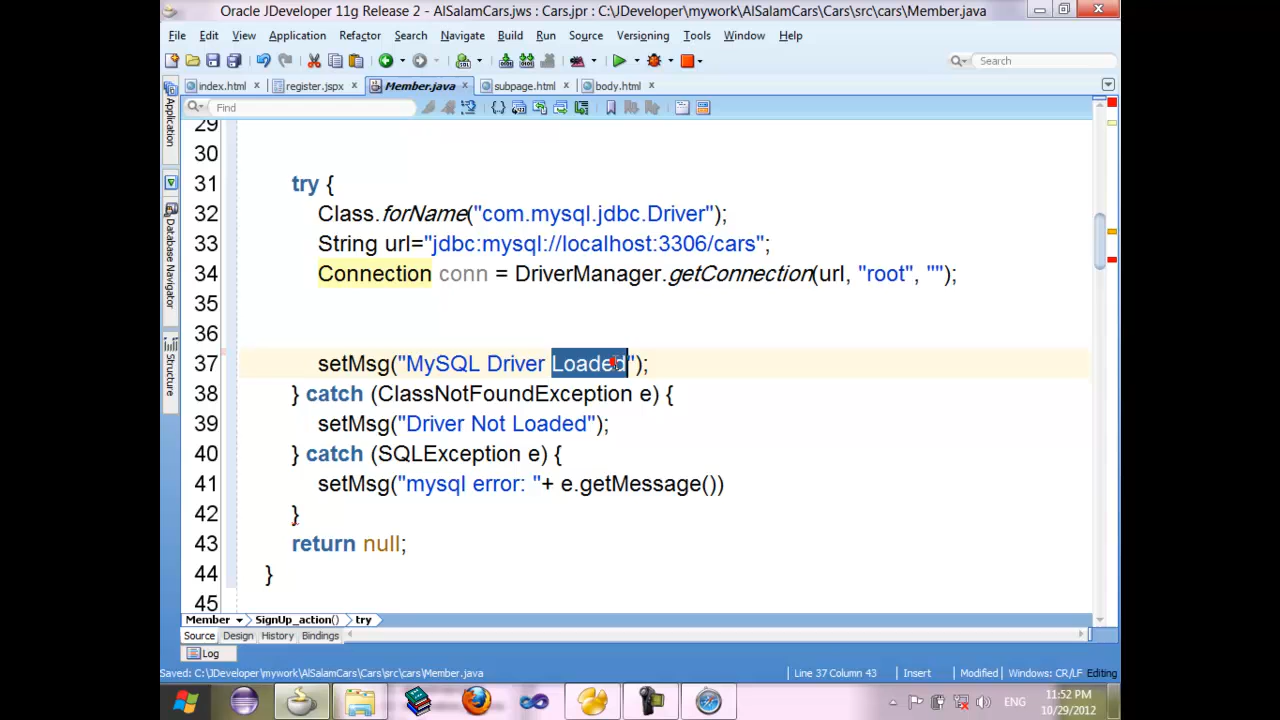 Oracle JDeveloper 11g Release 2 - AlSalamCars.jws : Cars.jpr : C:\JDeveloper\mywork\AlSalamCars\Cars\src\cars\Member.java
File Edit View Application Refactor Search Navigate Build Run Source Versioning Tools Window Help
Search
index.html register.jspx Member.java subpage.html body.html
Find
Application
Database Navigator
Structure
29
30
31 try {
32 Class.forName("com.mysql.jdbc.Driver");
33 String url="jdbc:mysql://localhost:3306/cars";
34 Connection conn = DriverManager.getConnection(url, "root", "");
35
36
37 setMsg("MySQL Driver Loaded");
38 } catch (ClassNotFoundException e) {
39 setMsg("Driver Not Loaded");
40 } catch (SQLException e) {
41 setMsg("mysql error: "+ e.getMessage())
42 }
43 return null;
44 }
45
Member SignUp_action() try
Source Design History Bindings
Log
Saved: C:\JDeveloper\mywork\AlSalamCars\Cars\src\cars\Member.java Line 37 Column 43 Insert Modified Windows: CR/LF Editing
ENG 11:52 PM
10/29/2012